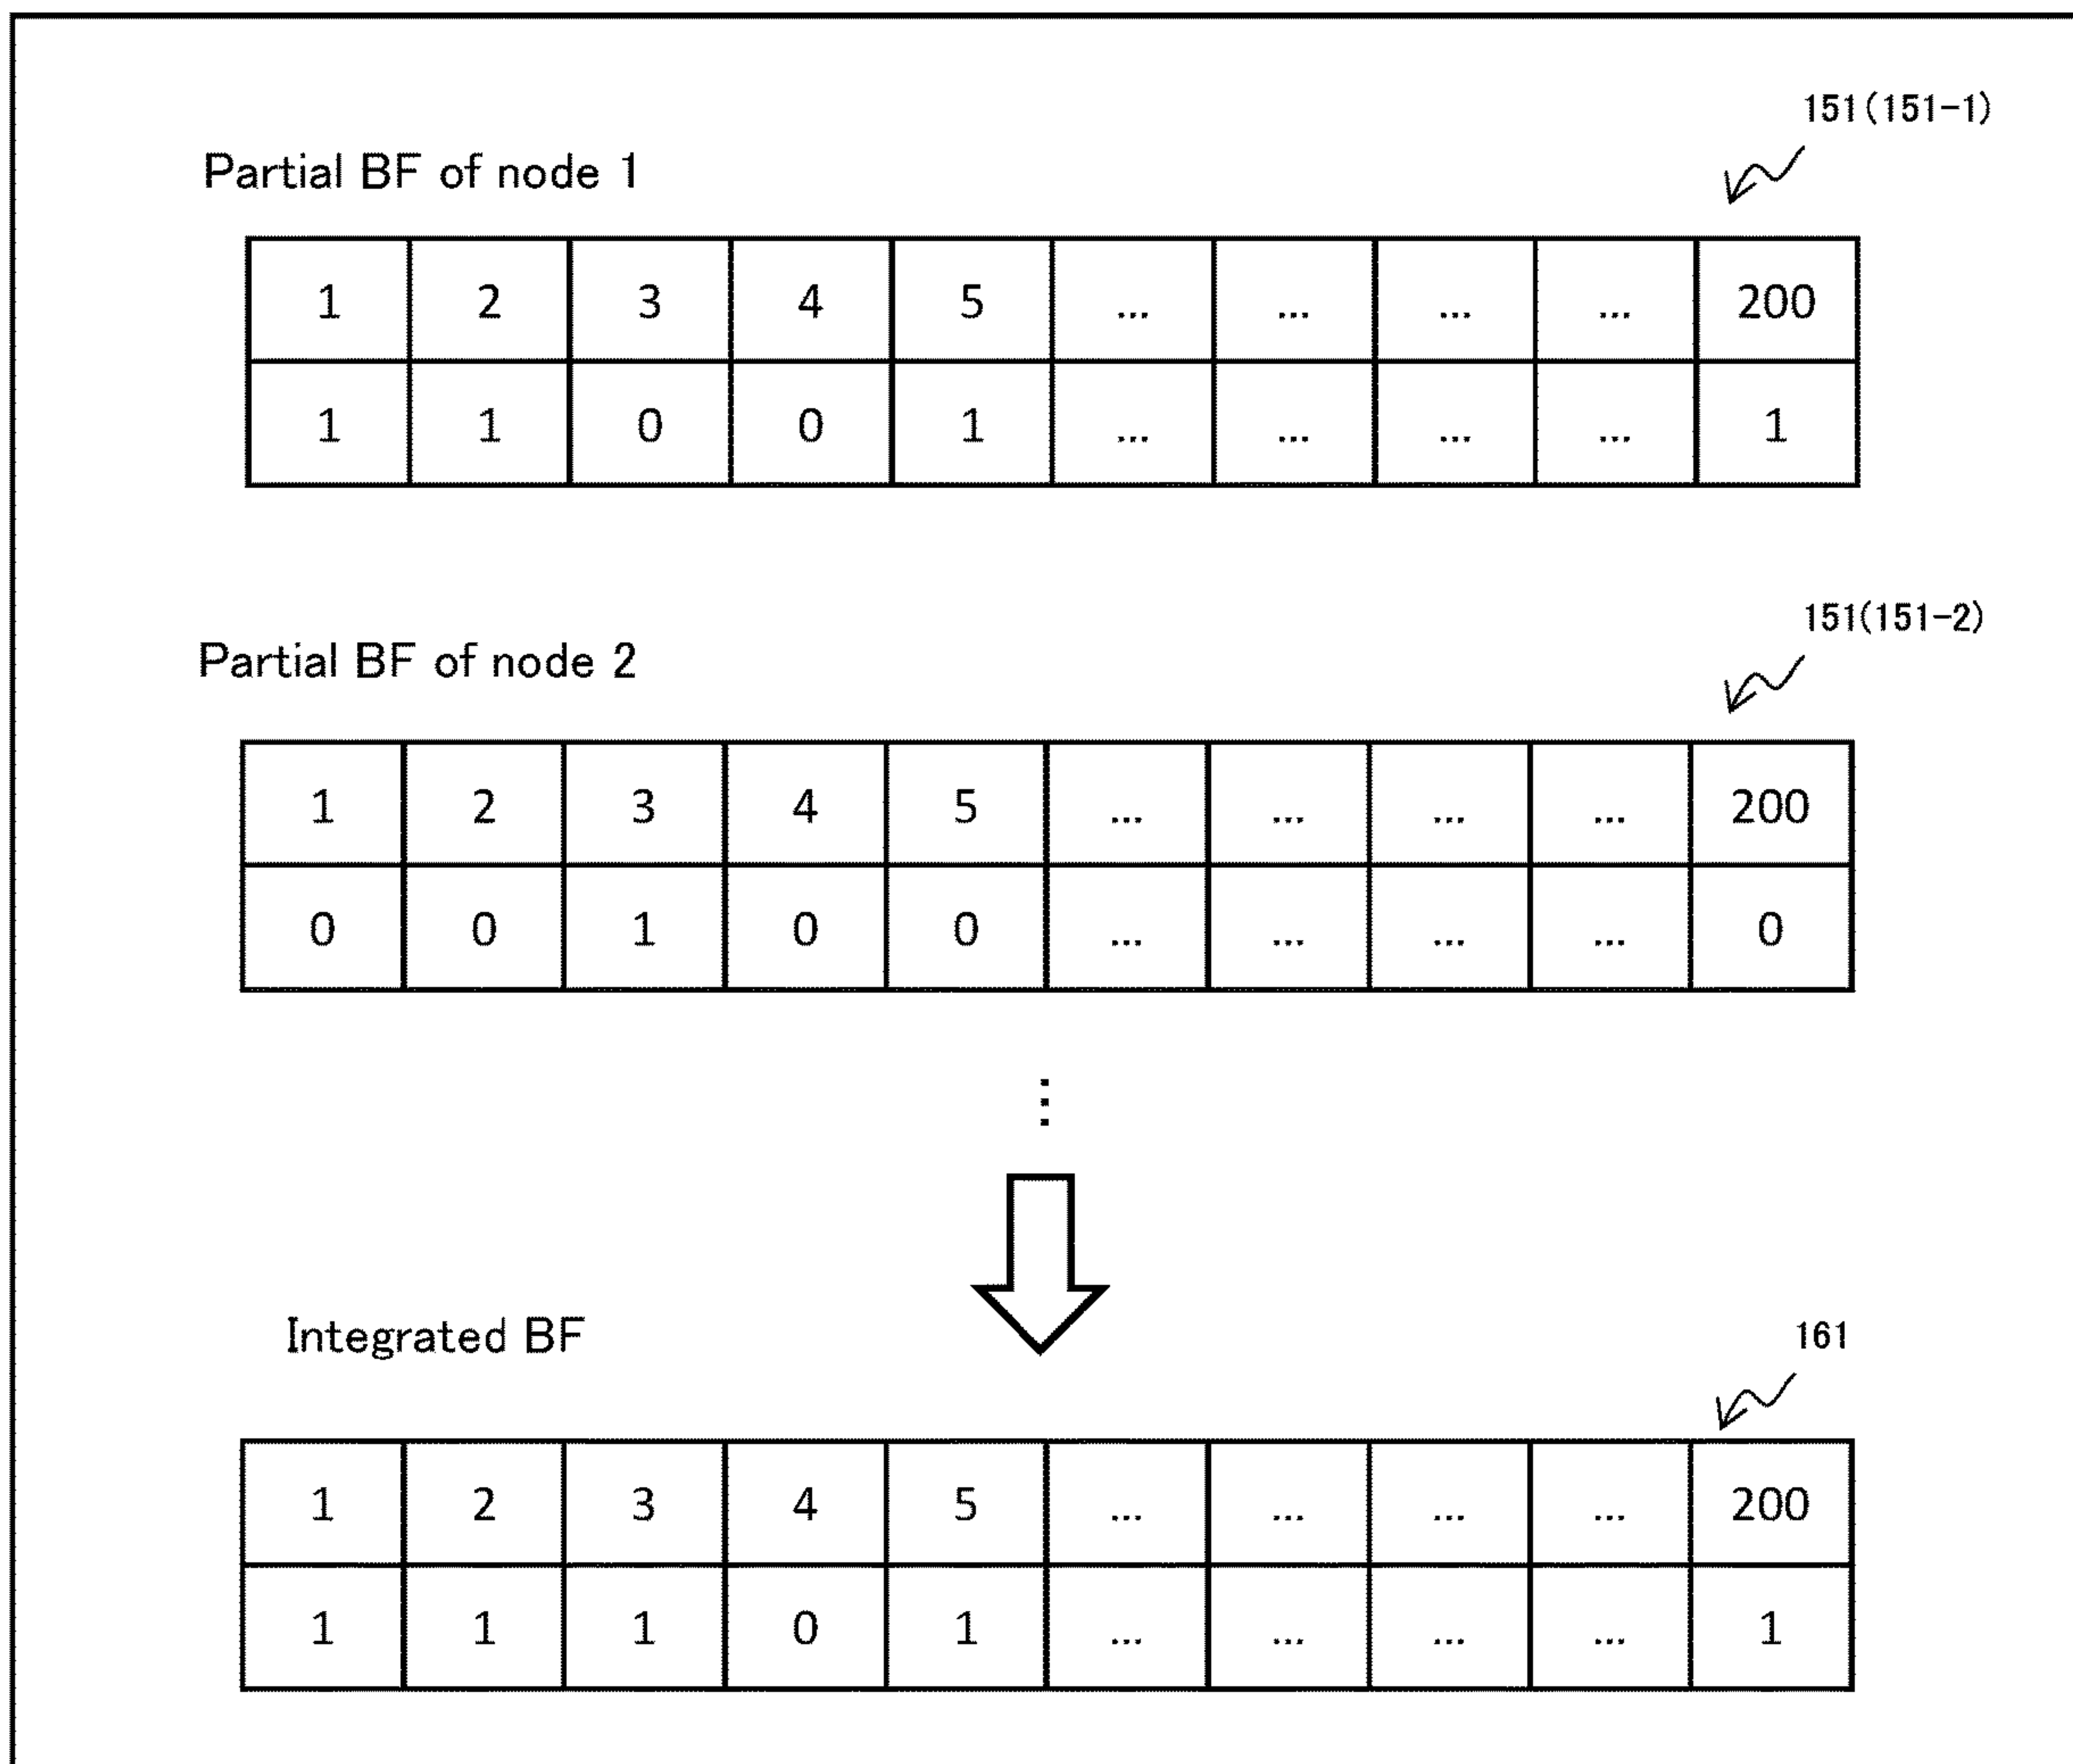 151(151-1)
Partial BF of node 1
1 2 3 4 5 ... ... ... ... 200
1 1 0 0 1 ... ... ... ... 1
151(151-2)
Partial BF of node 2
1 2 3 4 5 ... ... ... ... 200
0 0 1 0 0 ... ... ... ... 0
⋮
Integrated BF
161
1 2 3 4 5 ... ... ... ... 200
1 1 1 0 1 ... ... ... ... 1